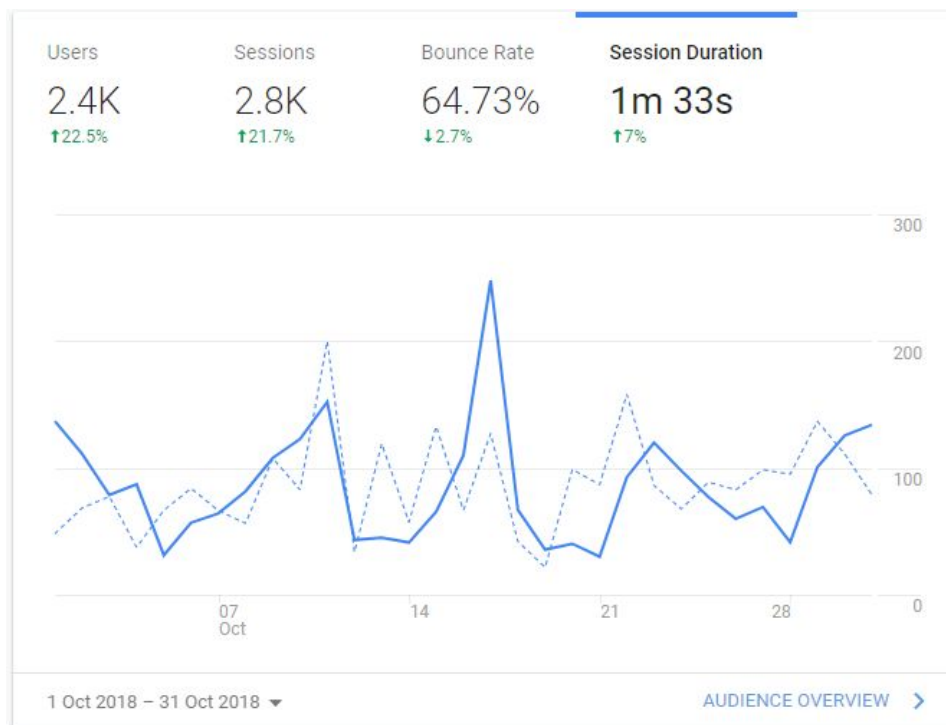 Users Sessions Bounce Rate Session Duration
2.4K 2.8K 64.73% 1m 33s
↑22.5% ↑21.7% ↓2.7% ↑7%
300
200
100
0
07 14 21 28
Oct
1 Oct 2018 – 31 Oct 2018 AUDIENCE OVERVIEW